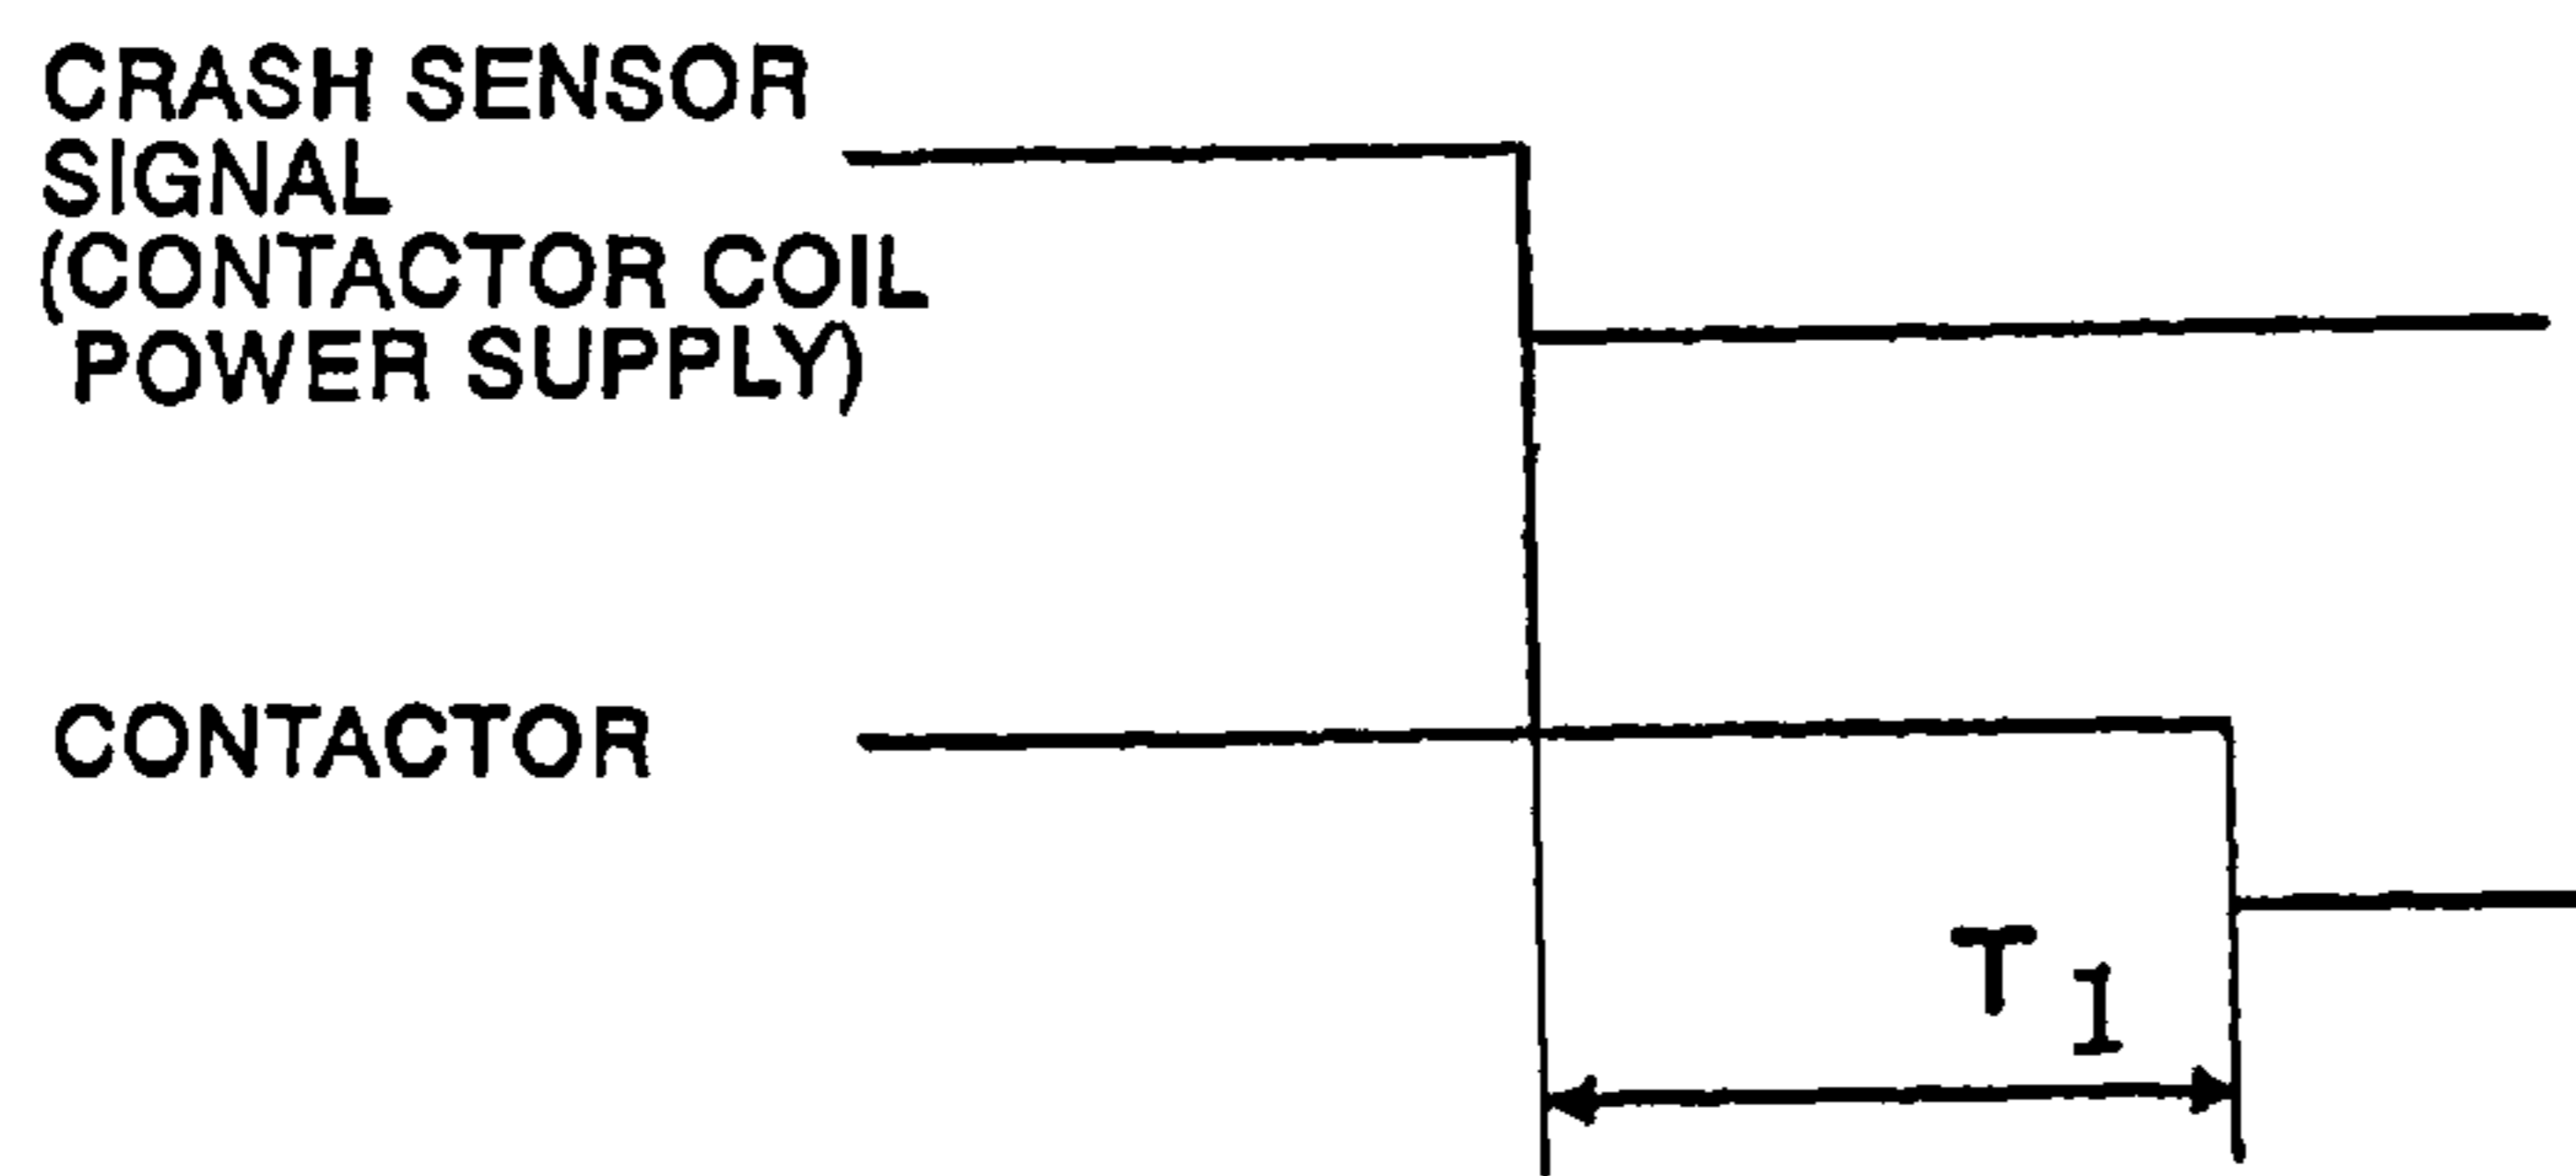 CRASH SENSOR
SIGNAL
(CONTACTOR COIL
POWER SUPPLY)
CONTACTOR
T1